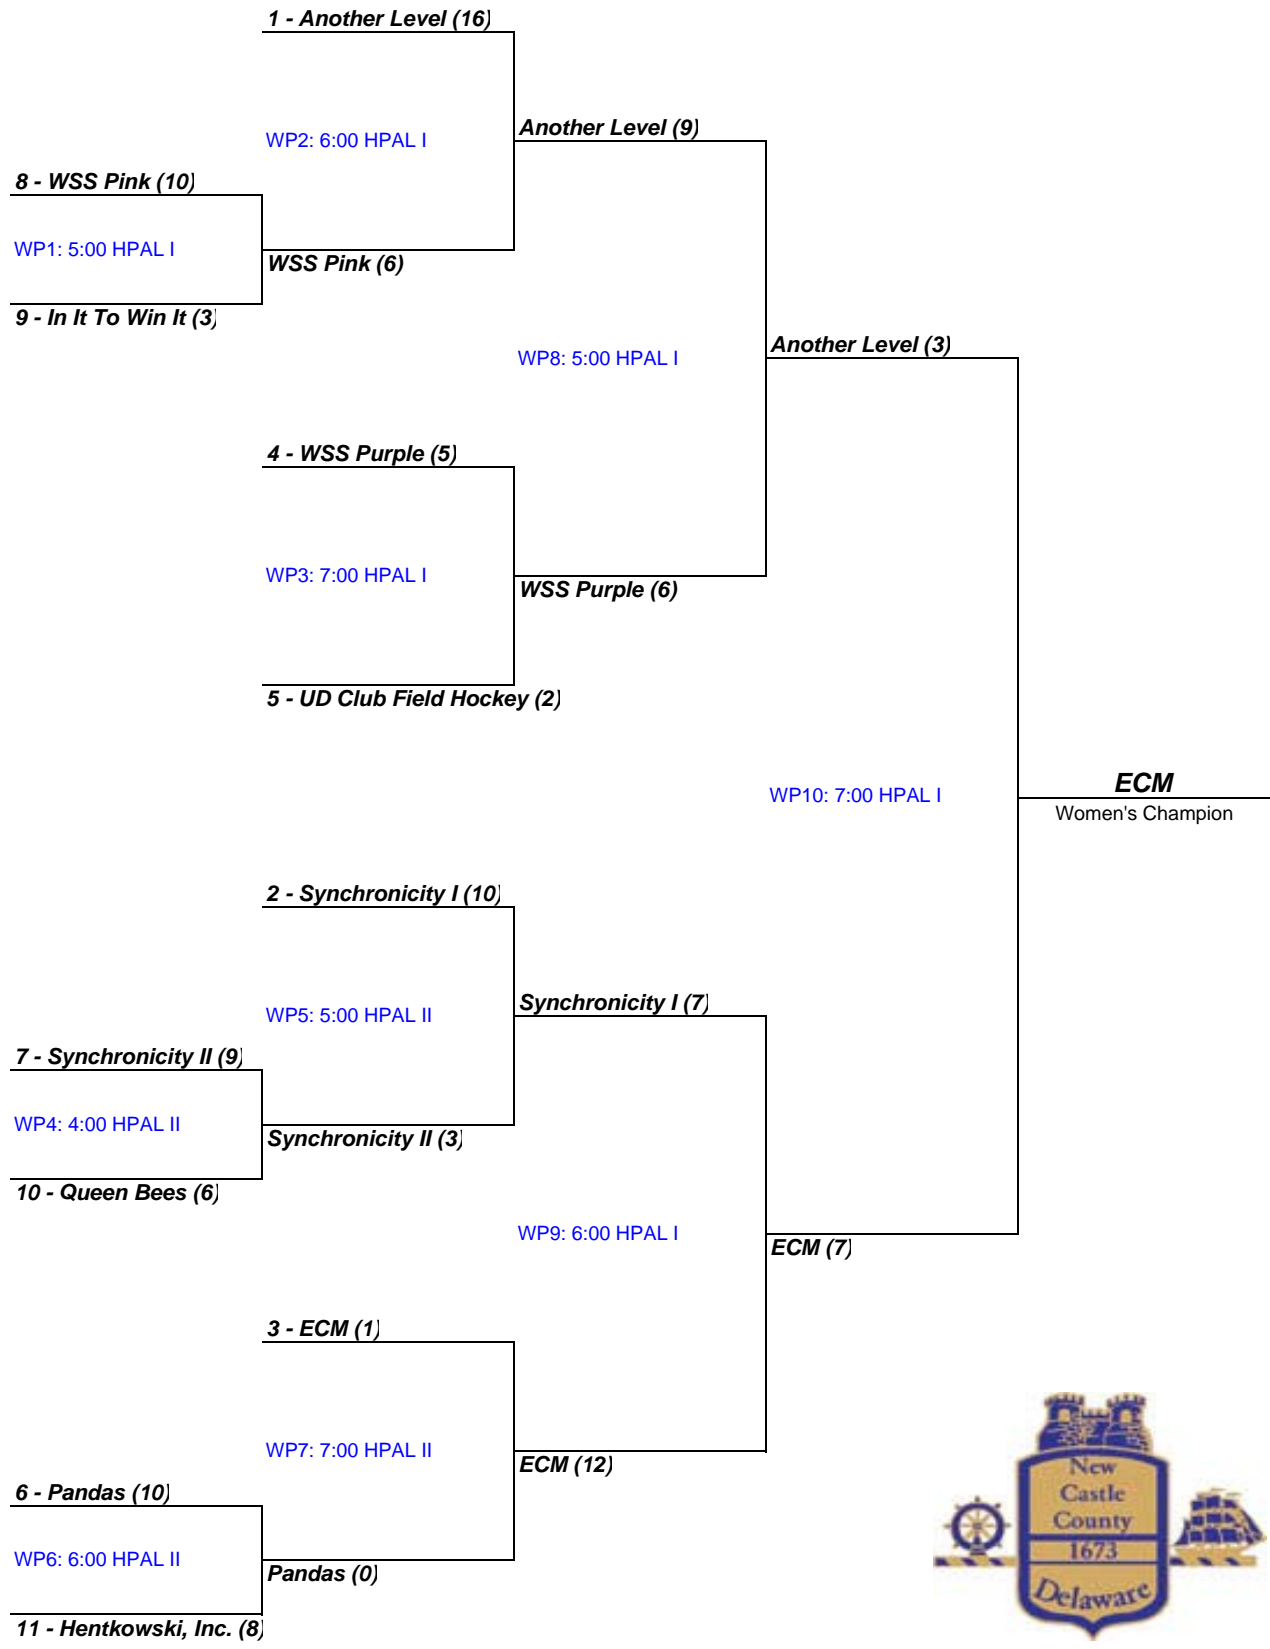 1 - Another Level (16)
WP2: 6:00 HPAL I
Another Level (9)
8 - WSS Pink (10)
WP1: 5:00 HPAL I
WSS Pink (6)
9 - In It To Win It (3)
WP8: 5:00 HPAL I
Another Level (3)
4 - WSS Purple (5)
WP3: 7:00 HPAL I
WSS Purple (6)
5 - UD Club Field Hockey (2)
WP10: 7:00 HPAL I
ECM
Women's Champion
2 - Synchronicity I (10)
WP5: 5:00 HPAL II
Synchronicity I (7)
7 - Synchronicity II (9)
WP4: 4:00 HPAL II
Synchronicity II (3)
10 - Queen Bees (6)
WP9: 6:00 HPAL I
ECM (7)
3 - ECM (1)
WP7: 7:00 HPAL II
ECM (12)
6 - Pandas (10)
WP6: 6:00 HPAL II
Pandas (0)
11 - Hentkowski, Inc. (8)
New
Castle
County
1673
Delaware